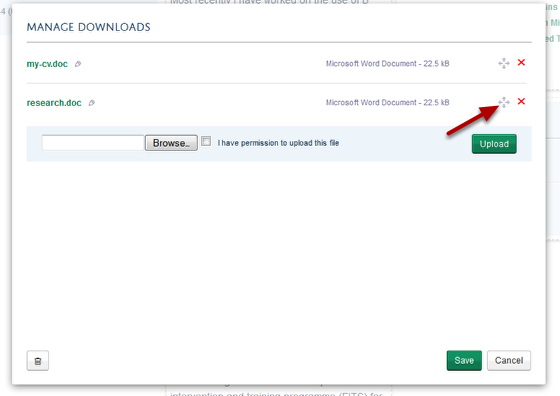 Most recently I have worked on the use of B
MANAGE DOWNLOADS
my-cv.doc Microsoft Word Document - 22.5 kB
research.doc Microsoft Word Document - 22.5 kB
Browse.. I have permission to upload this file Upload
Save Cancel
intervention and training programme (FITS) for